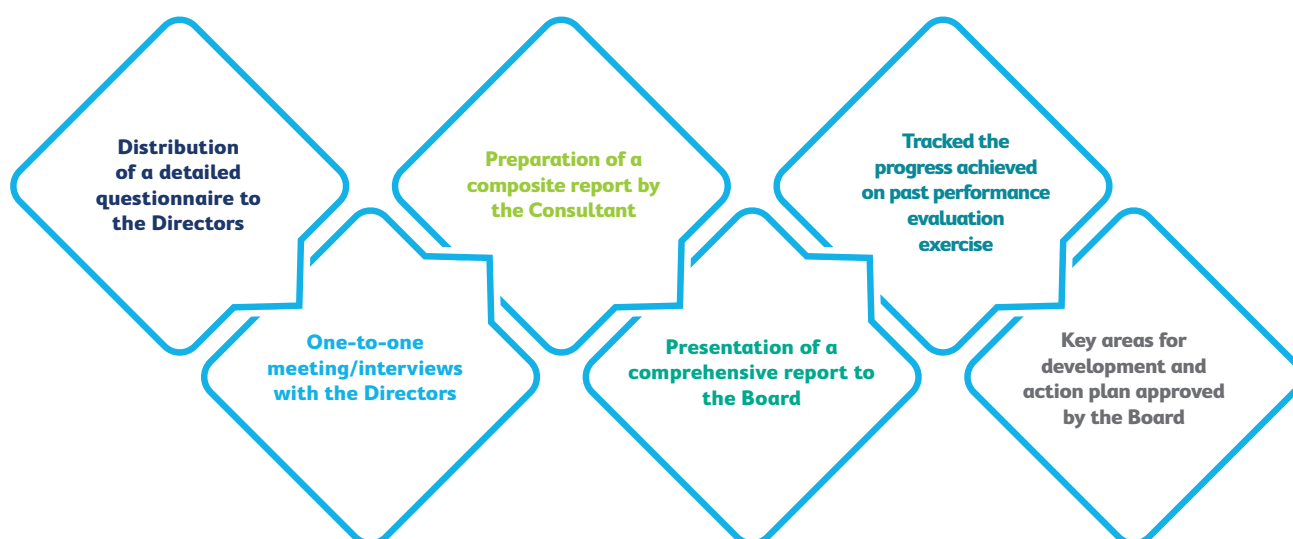 Distribution
of a detailed
questionnaire to
the Directors
One-to-one
meeting/interviews
with the Directors
Preparation of a
composite report by
the Consultant
Presentation of a
comprehensive report to
the Board
Tracked the
progress achieved
on past performance
evaluation
exercise
Key areas for
development and
action plan approved
by the Board